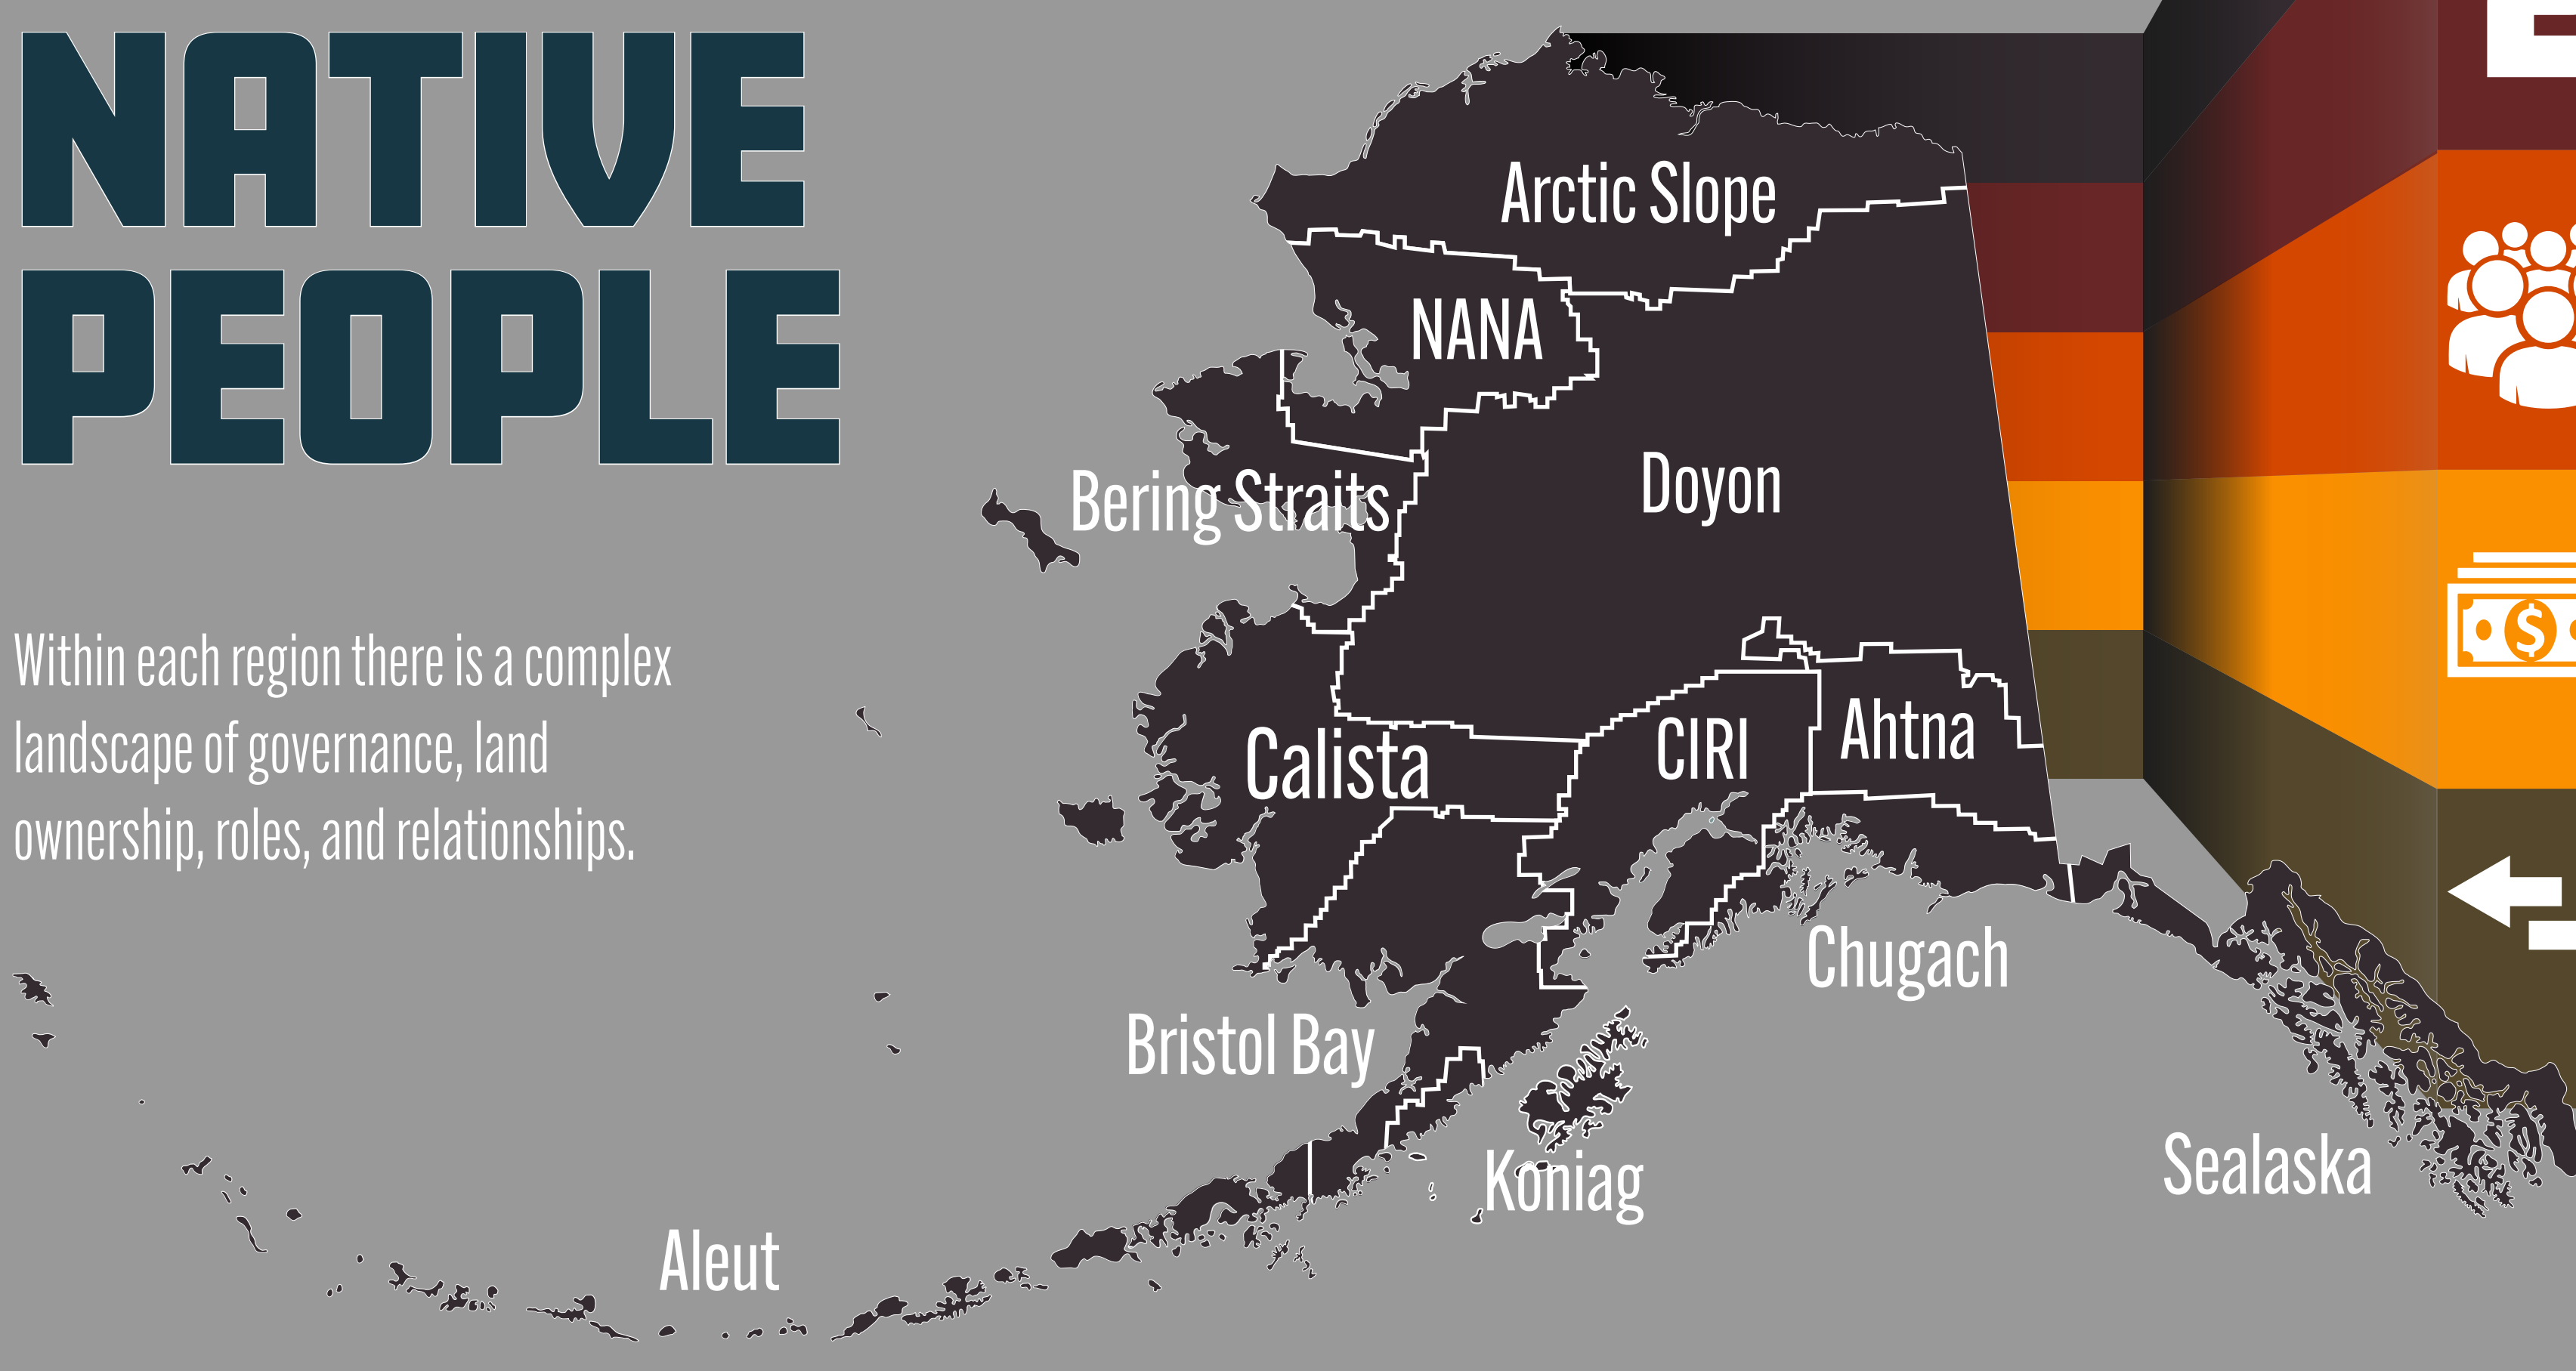 NATIVE
PEOPLE
Within each region there is a complex
landscape of governance, land
ownership, roles, and relationships.
Arctic Slope
NANA
Bering Straits
Doyon
Calista
CIRI
Ahtna
Chugach
Bristol Bay
Koniag
Sealaska
Aleut
$